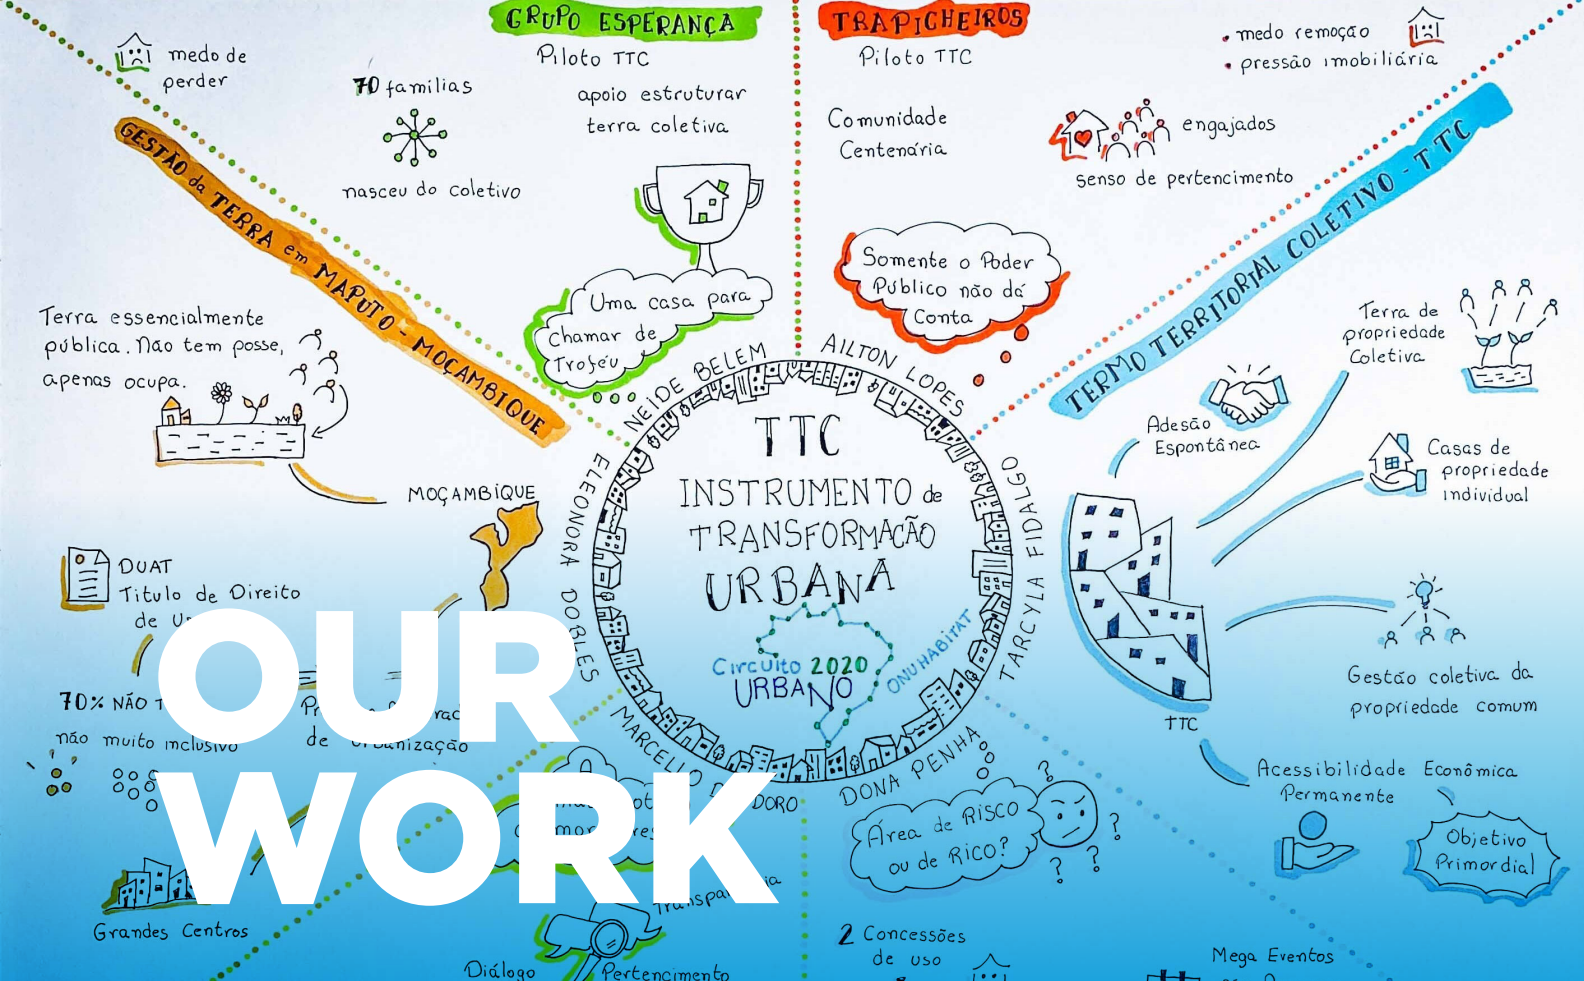 GRUPO ESPERANÇA
Piloto TTC
medo de
perder
70 famílias
nasceu do coletivo
apoio estruturar
terra coletiva
Uma casa para
Chamar de
Troféu
TRAPICHEIROS
Piloto TTC
• medo remoção
• pressão imobiliária
Comunidade
Centenária
engajados
senso de pertencimento
Somente o Poder
Público não dá
Conta
GESTÃO da TERRA em MAPUTO - MOÇAMBIQUE
Terra essencialmente
pública. Não tem posse,
apenas ocupa.
MOÇAMBIQUE
DUAT
Titulo de Direito
de
70% NÃO
não muito inclusivo
de urbanização
Grandes Centros
TERMO TERRITORIAL COLETIVO - TTC
Terra de
propriedade
Coletiva
Adesão
Espontânea
Casas de
propriedade
individual
Gestão coletiva da
propriedade comum
TTC
Acessibilidade Econômica
Permanente
Objetivo
Primordial
NEIDE BELEM
AILTON LOPES
TARCYLA FIDALGO
DONA PENHA
MARCELLO
ELEONORA DOBLES
TTC
INSTRUMENTO de
TRANSFORMAÇÃO
URBANA
Circuito 2020
URBANO
ONU HABITAT
Área de RISCO
ou de RICO?
? ? ? ?
2 Concessões
de uso
Mega Eventos
Transparência
Diálogo
Pertencimento
OUR
WORK